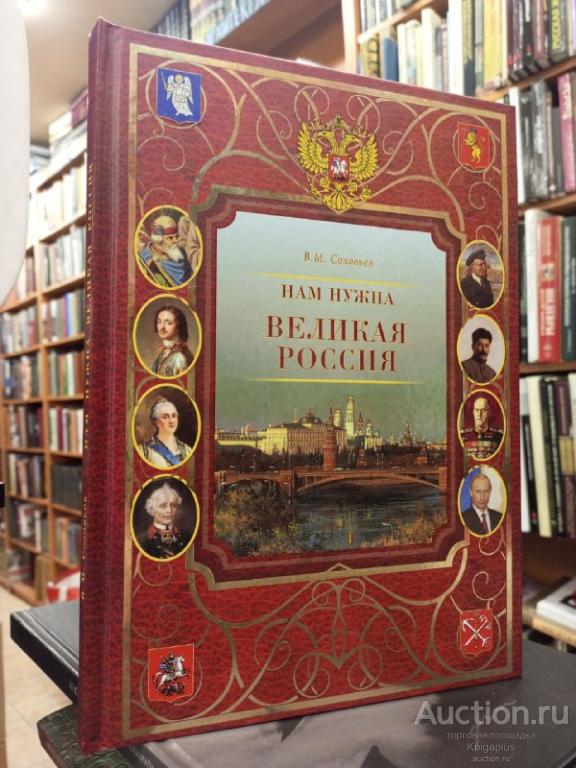 В.М. Соловьев
НАМ НУЖНА
ВЕЛИКАЯ
РОССИЯ
Auction.ru
торговая площадка
Knigaplus
auction.ru